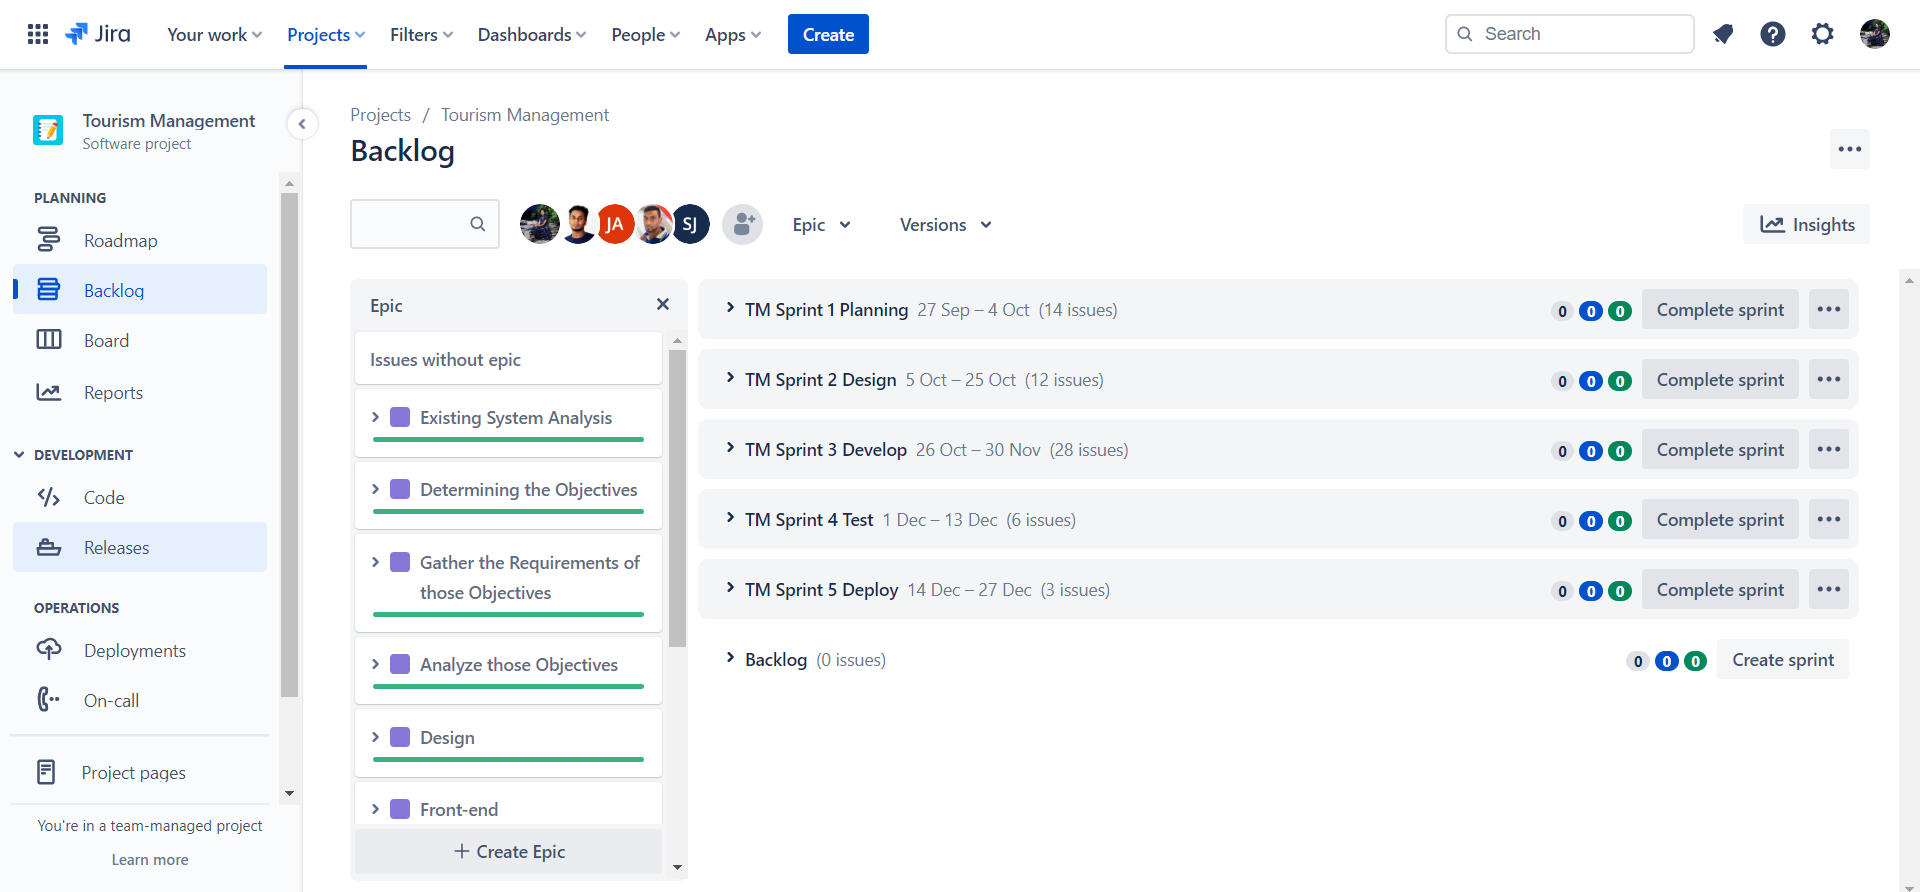 Jira
Your work
Projects
Filters
Dashboards
People
Apps
Create
Search
Tourism Management
Software project
PLANNING
Roadmap
Backlog
Board
Reports
DEVELOPMENT
Code
Releases
OPERATIONS
Deployments
On-call
Project pages
You're in a team-managed project
Learn more
Projects / Tourism Management
Backlog
JA
SJ
Epic
Versions
Insights
Epic
Issues without epic
Existing System Analysis
Determining the Objectives
Gather the Requirements of
those Objectives
Analyze those Objectives
Design
Front-end
Create Epic
TM Sprint 1 Planning 27 Sep – 4 Oct (14 issues) 0 0 0 Complete sprint
TM Sprint 2 Design 5 Oct – 25 Oct (12 issues) 0 0 0 Complete sprint
TM Sprint 3 Develop 26 Oct – 30 Nov (28 issues) 0 0 0 Complete sprint
TM Sprint 4 Test 1 Dec – 13 Dec (6 issues) 0 0 0 Complete sprint
TM Sprint 5 Deploy 14 Dec – 27 Dec (3 issues) 0 0 0 Complete sprint
Backlog (0 issues) 0 0 0 Create sprint